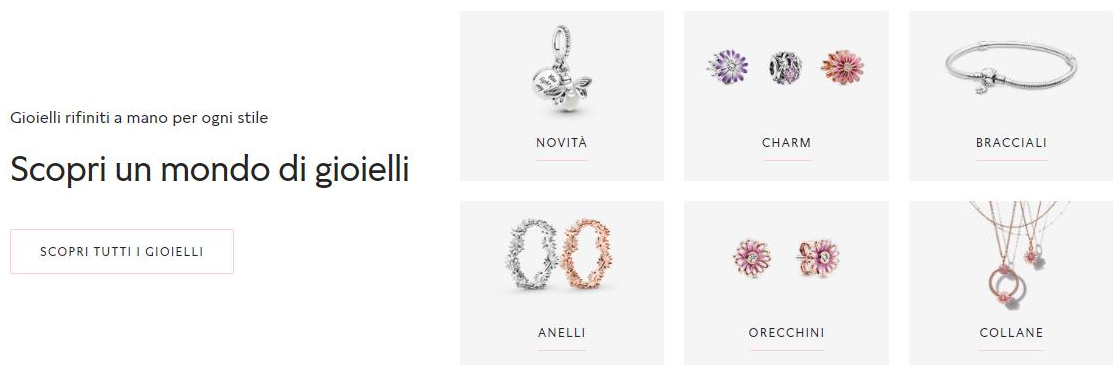 Gioielli rifiniti a mano per ogni stile
Scopri un mondo di gioielli
SCOPRI TUTTI I GIOIELLI
NOVITÀ
CHARM
BRACCIALI
ANELLI
ORECCHINI
COLLANE